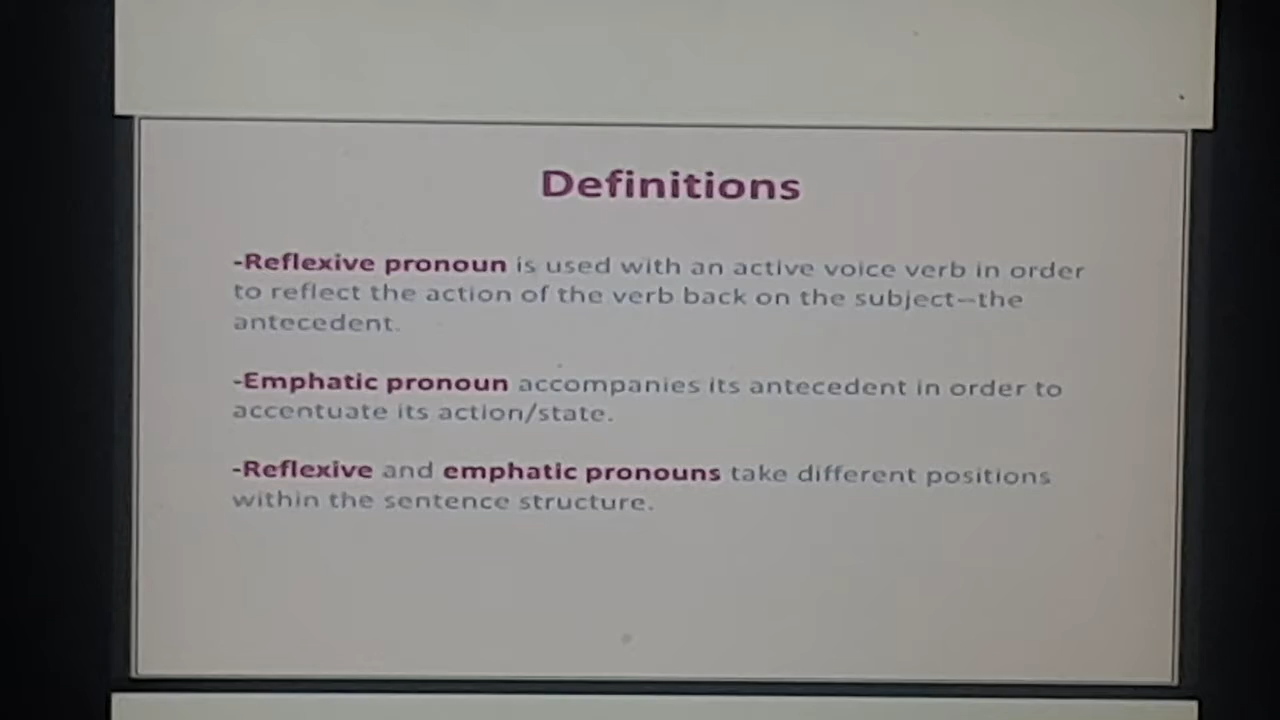 Definitions
-Reflexive pronoun is used with an active voice verb in order
to reflect the action of the verb back on the subject—the
antecedent.
-Emphatic pronoun accompanies its antecedent in order to
accentuate its action/state.
-Reflexive and emphatic pronouns take different positions
within the sentence structure.